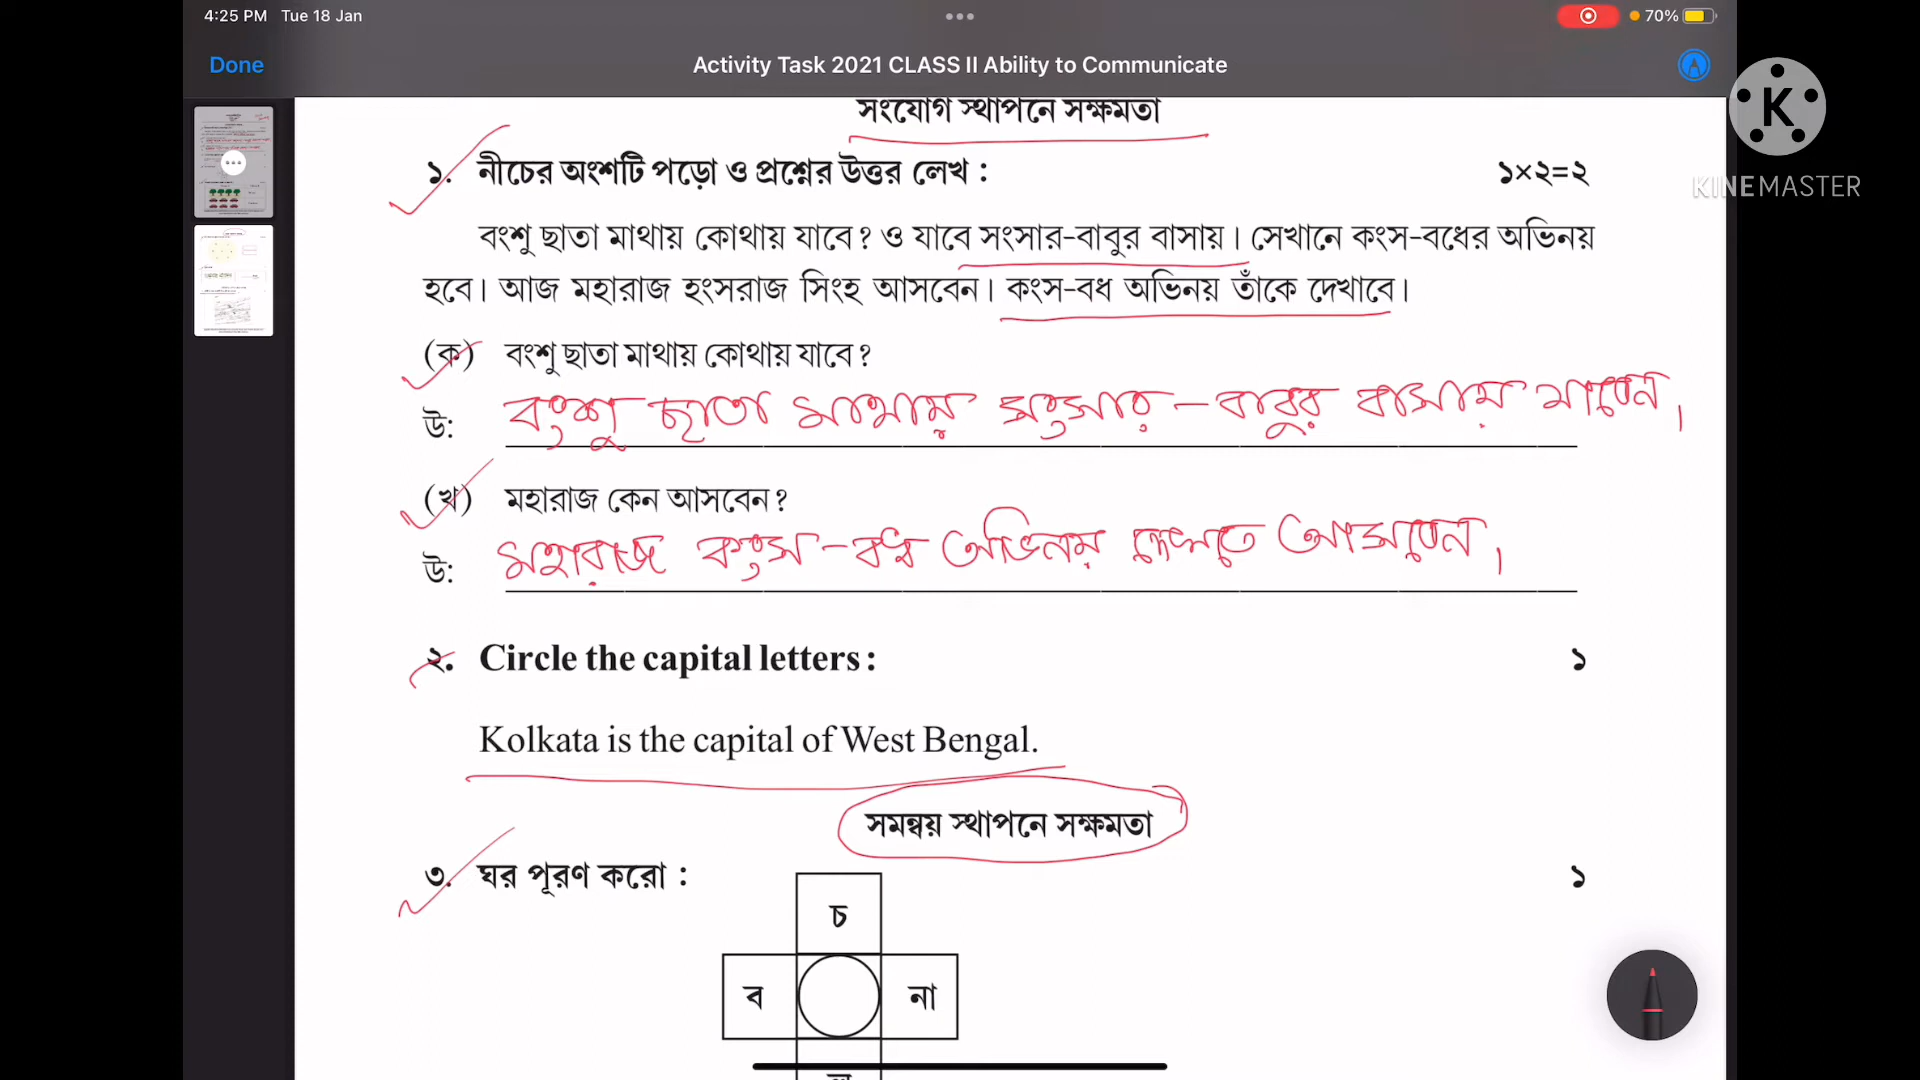 4:25 PM Tue 18 Jan
70%
Done
Activity Task 2021 CLASS II Ability to Communicate
K
KINEMASTER
সংযোগ স্থাপনে সক্ষমতা
১. নীচের অংশটি পড়ো ও প্রশ্নের উত্তর লেখ : ১×২=২
বংশু ছাতা মাথায় কোথায় যাবে? ও যাবে সংসার-বাবুর বাসায়। সেখানে কংস-বধের অভিনয়
হবে। আজ মহারাজ হংসরাজ সিংহ আসবেন। কংস-বধ অভিনয় তাঁকে দেখাবে।
(ক) বংশু ছাতা মাথায় কোথায় যাবে?
উ: বংশু ছাতা মাথায় সংসার-বাবুর বাসায় যাবেন।
(খ) মহারাজ কেন আসবেন?
উ: মহারাজ কংস-বধ অভিনয় দেখতে আসবেন।
২. Circle the capital letters : ১
Kolkata is the capital of West Bengal.
সমন্বয় স্থাপনে সক্ষমতা
৩. ঘর পূরণ করো : ১
চ
ব না